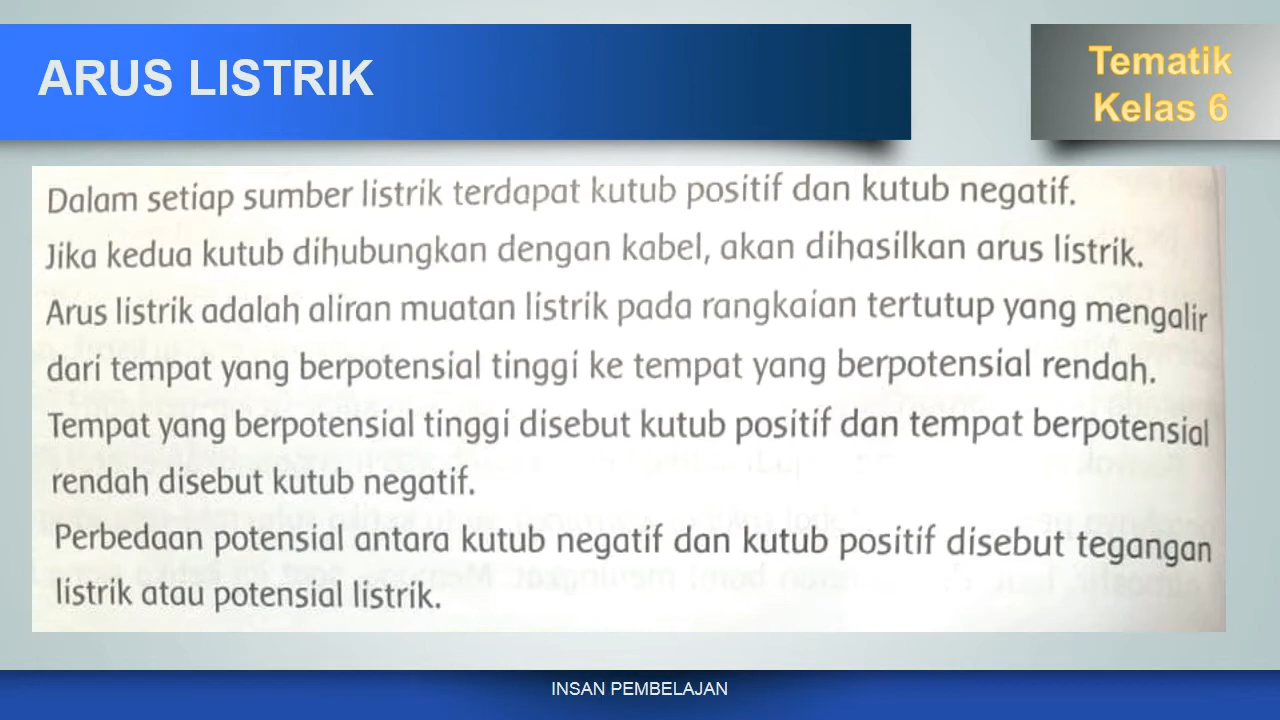 ARUS LISTRIK
Tematik
Kelas 6
Dalam setiap sumber listrik terdapat kutub positif dan kutub negatif.
Jika kedua kutub dihubungkan dengan kabel, akan dihasilkan arus listrik.
Arus listrik adalah aliran muatan listrik pada rangkaian tertutup yang mengalir
dari tempat yang berpotensial tinggi ke tempat yang berpotensial rendah.
Tempat yang berpotensial tinggi disebut kutub positif dan tempat berpotensial
rendah disebut kutub negatif.
Perbedaan potensial antara kutub negatif dan kutub positif disebut tegangan
listrik atau potensial listrik.
INSAN PEMBELAJAN